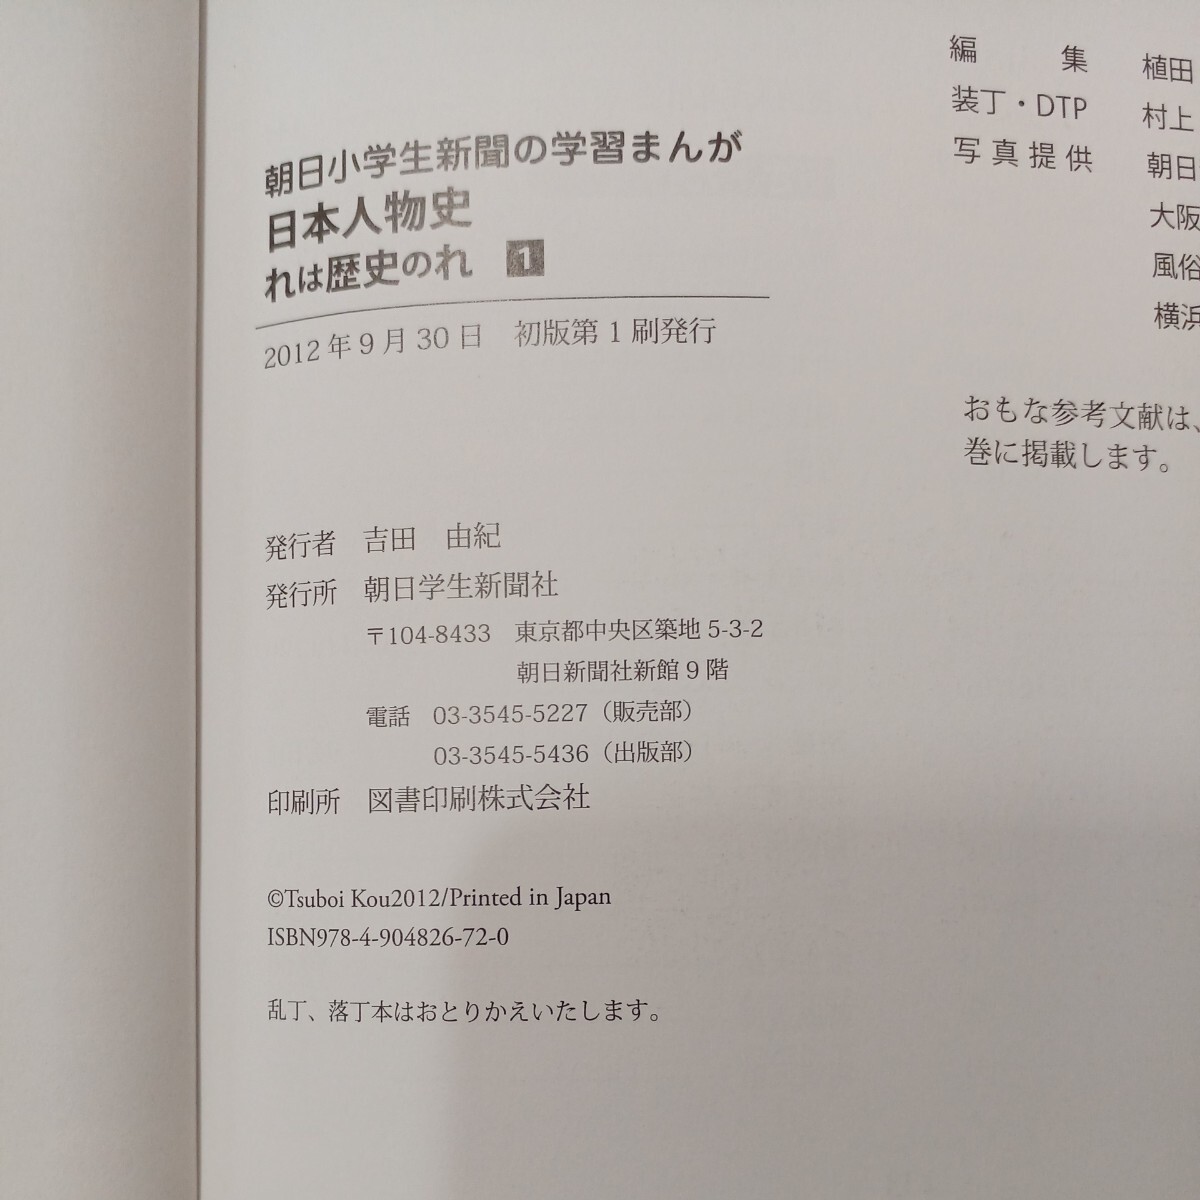 朝日小学生新聞の学習まんが
日本人物史
れは歴史のれ 1
2012年9月30日 初版第1刷発行
発行者 吉田 由紀
発行所 朝日学生新聞社
〒104-8433 東京都中央区築地 5-3-2
朝日新聞社新館 9 階
電話 03-3545-5227（販売部）
03-3545-5436（出版部）
印刷所 図書印刷株式会社
©Tsuboi Kou2012/Printed in Japan
ISBN978-4-904826-72-0
乱丁、落丁本はおとりかえいたします。
編集 植田
装丁・DTP 村上
写真提供 朝日
大阪
風俗
横浜
おもな参考文献は、
巻に掲載します。